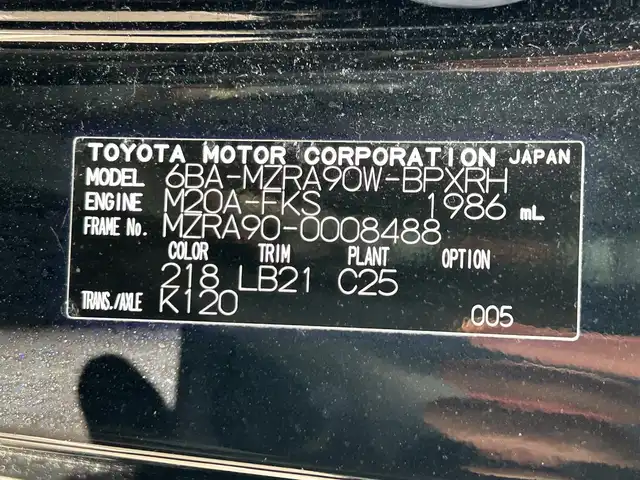 TOYOTA MOTOR CORPORATION JAPAN
MODEL 6BA-MZRA90W-BPXRH
ENGINE M20A-FKS 1986 mL
FRAME No. MZRA90-0008488
COLOR TRIM PLANT OPTION
218 LB21 C25
TRANS./AXLE K120 005